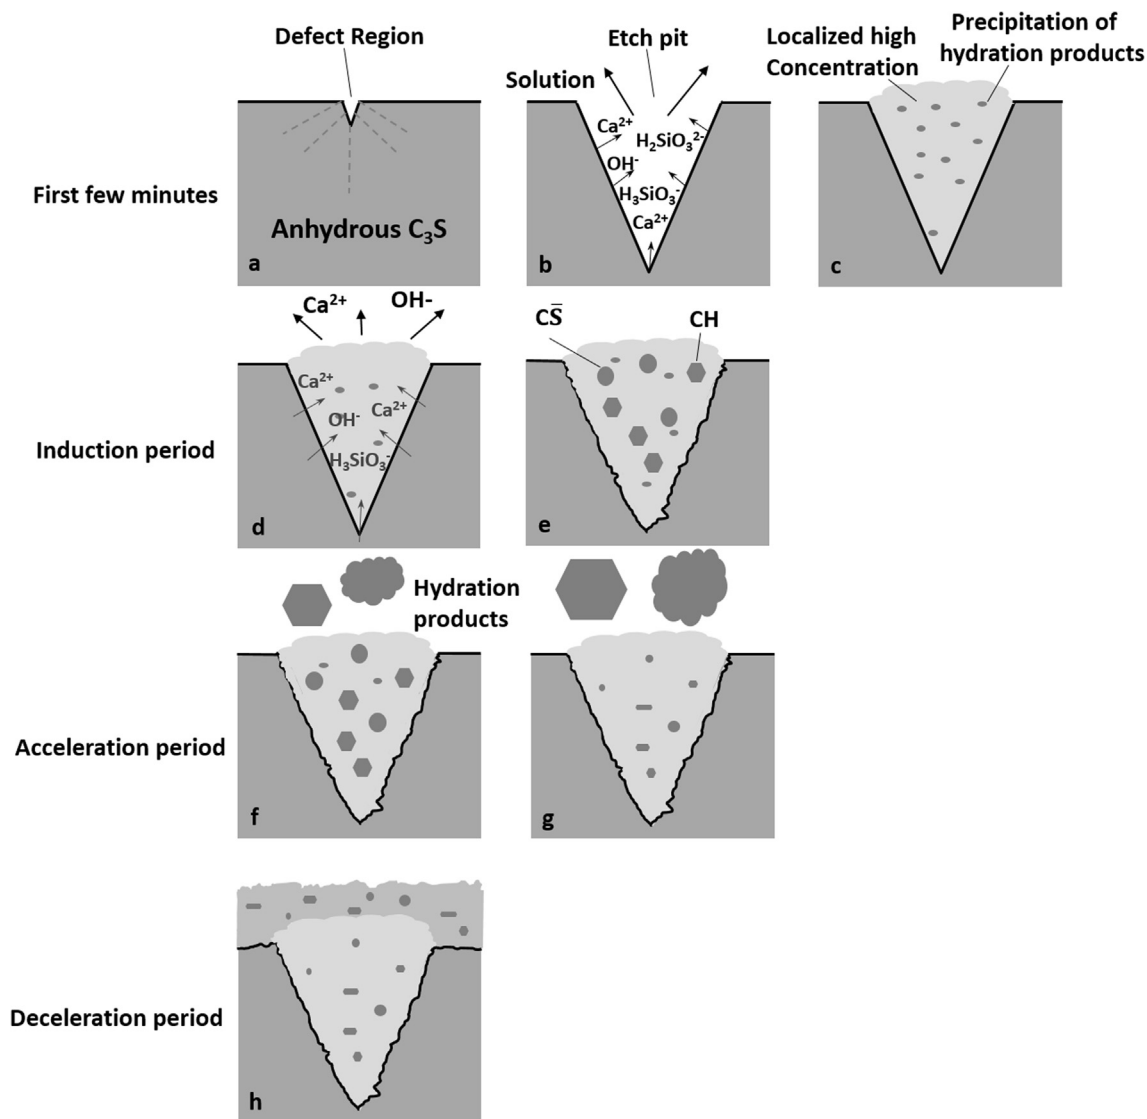 Defect Region
Etch pit
Localized high
Concentration
Precipitation of
hydration products
Solution
First few minutes
Anhydrous C₃S
a
Ca²⁺
H₂SiO₃²⁻
OH⁻
H₃SiO₃⁻
Ca²⁺
b
c
Ca²⁺
OH-
Induction period
Ca²⁺
Ca²⁺
OH⁻
H₃SiO₃⁻
d
CS̅
CH
e
Hydration
products
Acceleration period
f
g
Deceleration period
h